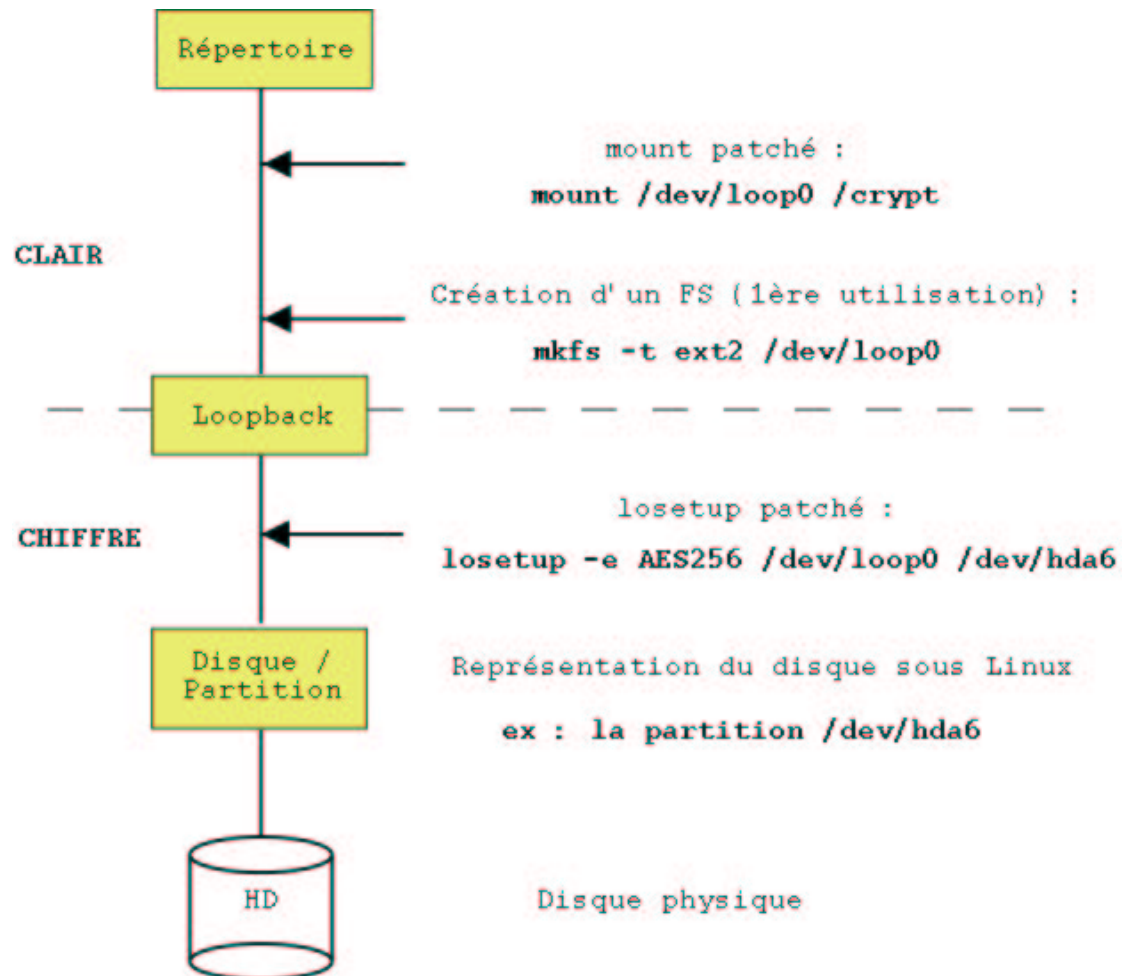 Répertoire
mount patché :
mount /dev/loop0 /crypt
CLAIR
Création d'un FS (1ère utilisation) :
mkfs -t ext2 /dev/loop0
Loopback
losetup patché :
CHIFFRE
losetup -e AES256 /dev/loop0 /dev/hda6
Disque /
Partition
Représentation du disque sous Linux
ex : la partition /dev/hda6
HD
Disque physique